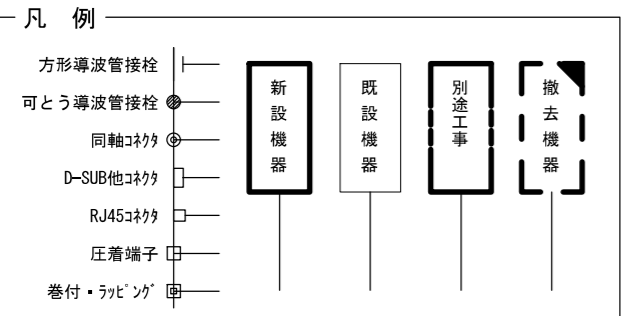 凡 例
方形導波管接栓
可とう導波管接栓
同軸ｺﾈｸﾀ
D-SUB他ｺﾈｸﾀ
RJ45ｺﾈｸﾀ
圧着端子
巻付・ﾗｯﾋﾟﾝｸﾞ
新設機器
既設機器
別途工事
撤去機器